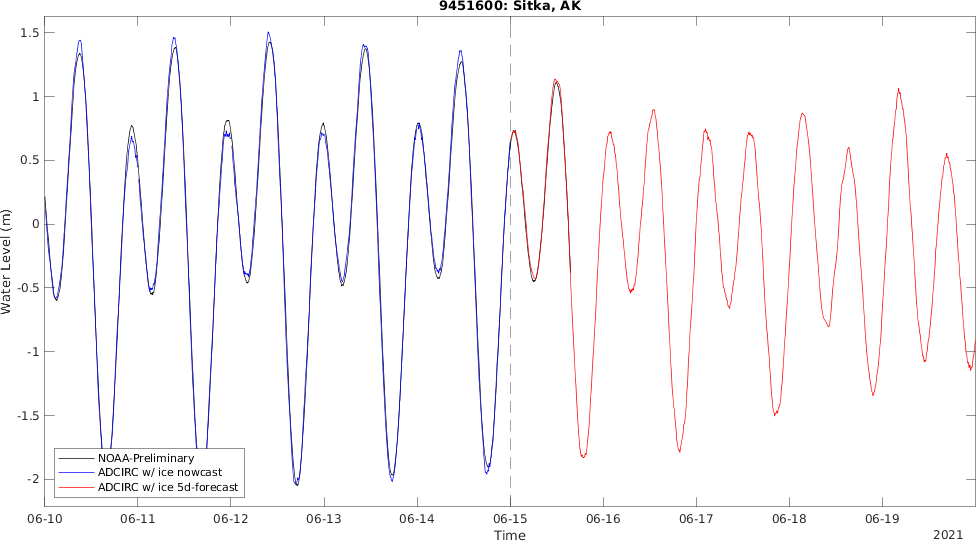 9451600: Sitka, AK
1.5
1
0.5
0
-0.5
-1
-1.5
-2
Water Level (m)
NOAA-Preliminary
ADCIRC w/ ice nowcast
ADCIRC w/ ice 5d-forecast
06-10 06-11 06-12 06-13 06-14 06-15 06-16 06-17 06-18 06-19
Time
2021